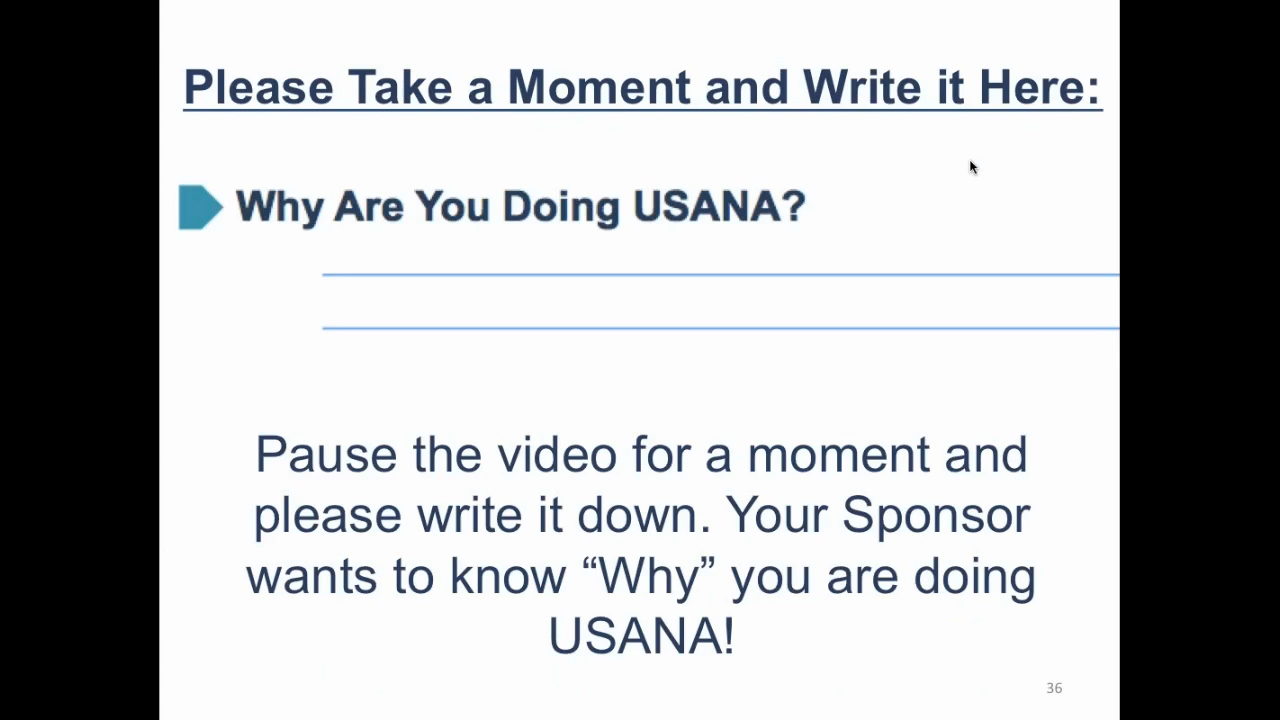 Please Take a Moment and Write it Here:
Why Are You Doing USANA?
Pause the video for a moment and
please write it down. Your Sponsor
wants to know “Why” you are doing
USANA!
36